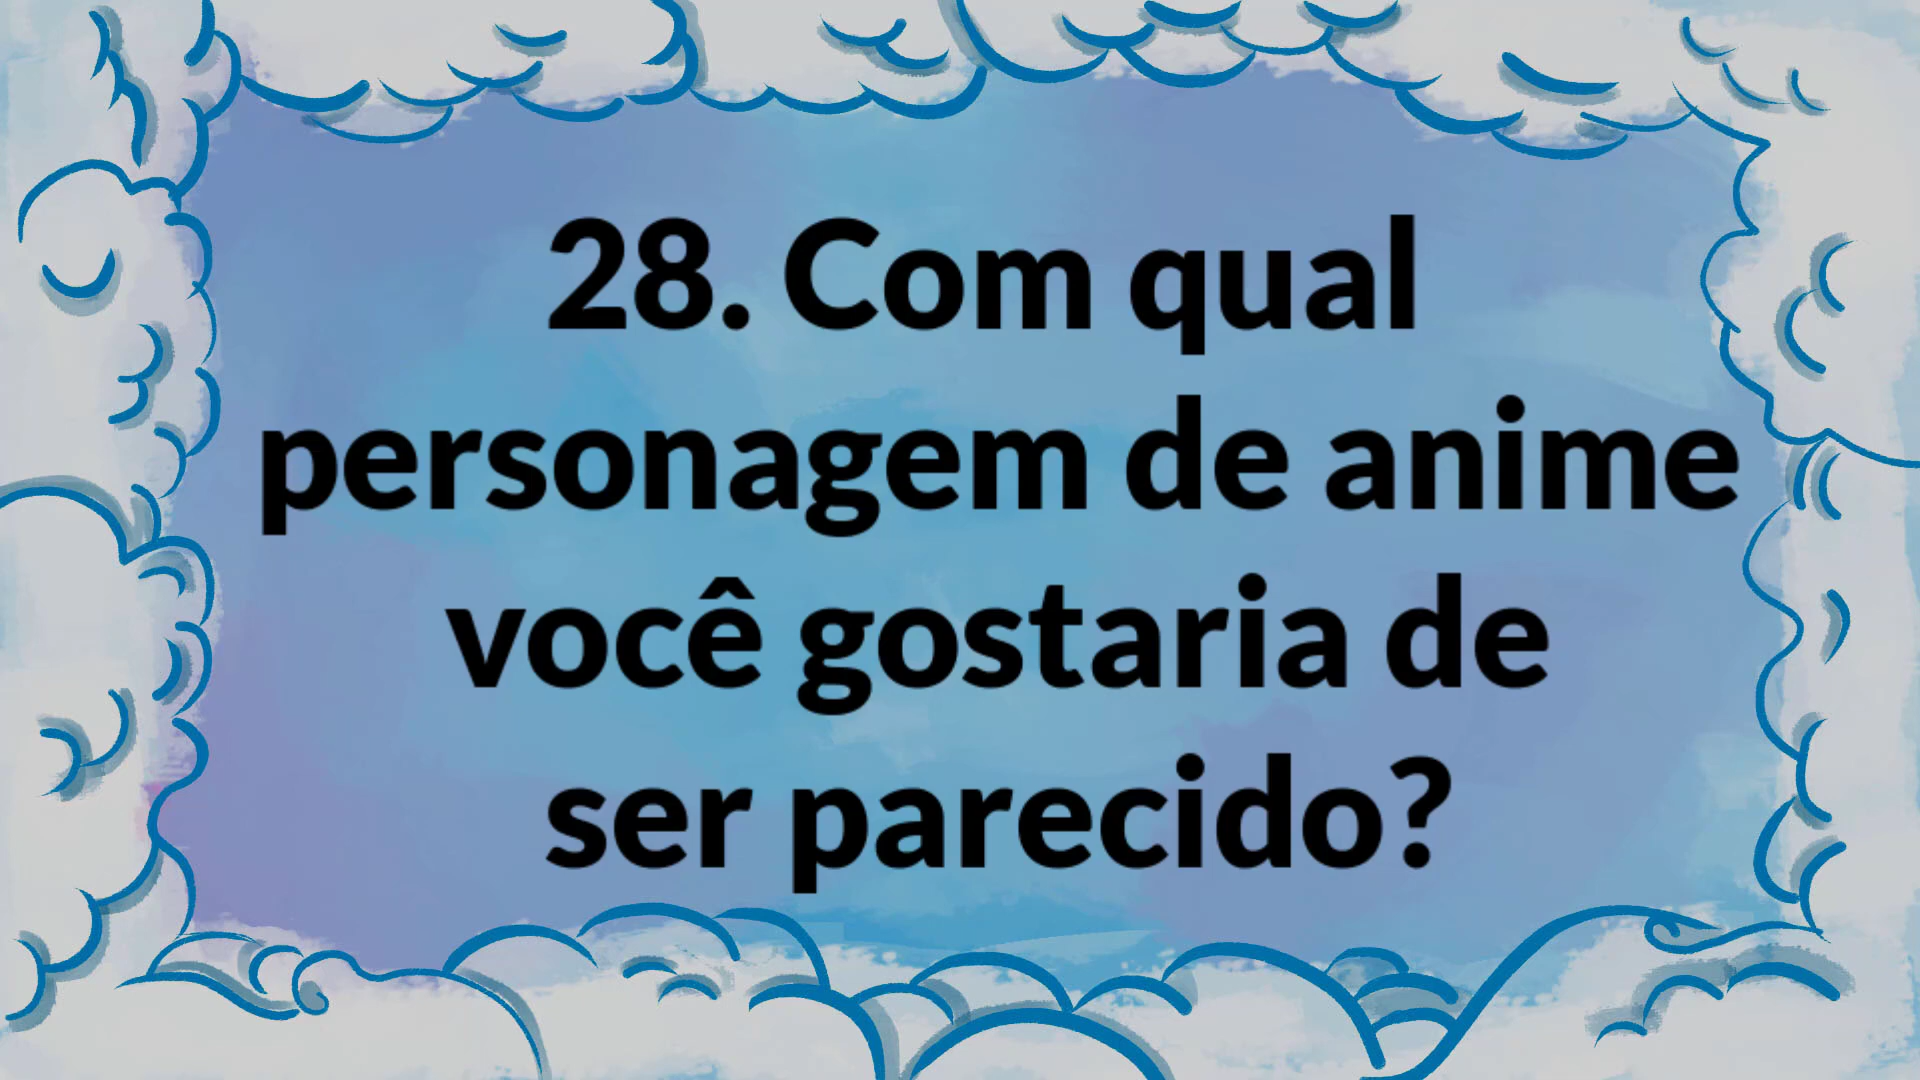 28. Com qual
personagem de anime
você gostaria de
ser parecido?